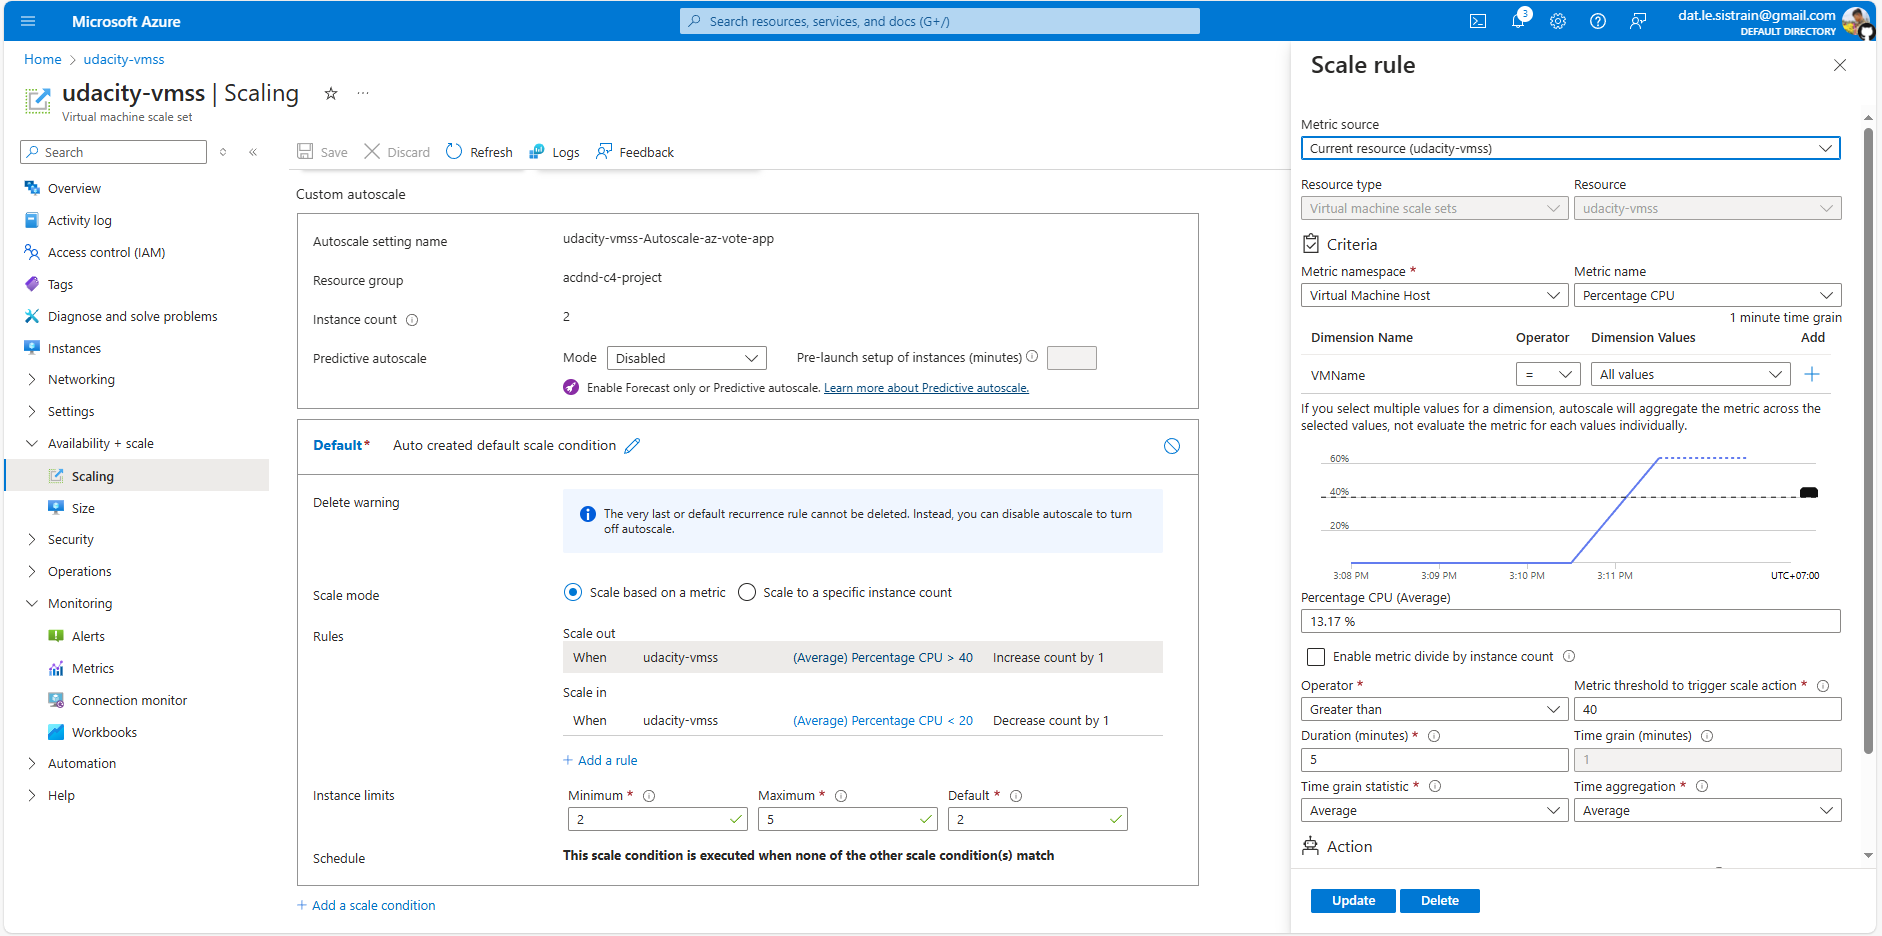 Microsoft Azure
Search resources, services, and docs (G+/)
3
dat.le.sistrain@gmail.com
DEFAULT DIRECTORY
Home > udacity-vmss
udacity-vmss | Scaling
Virtual machine scale set
Search
Overview
Activity log
Access control (IAM)
Tags
Diagnose and solve problems
Instances
Networking
Settings
Availability + scale
Scaling
Size
Security
Operations
Monitoring
Alerts
Metrics
Connection monitor
Workbooks
Automation
Help
Save Discard Refresh Logs Feedback
Custom autoscale
Autoscale setting name udacity-vmss-Autoscale-az-vote-app
Resource group acdnd-c4-project
Instance count 2
Predictive autoscale Mode Disabled Pre-launch setup of instances (minutes)
Enable Forecast only or Predictive autoscale. Learn more about Predictive autoscale.
Default* Auto created default scale condition
Delete warning
The very last or default recurrence rule cannot be deleted. Instead, you can disable autoscale to turn
off autoscale.
Scale mode Scale based on a metric Scale to a specific instance count
Rules
Scale out
When udacity-vmss (Average) Percentage CPU > 40 Increase count by 1
Scale in
When udacity-vmss (Average) Percentage CPU < 20 Decrease count by 1
+ Add a rule
Instance limits Minimum * Maximum * Default *
2 5 2
Schedule This scale condition is executed when none of the other scale condition(s) match
+ Add a scale condition
Scale rule
Metric source
Current resource (udacity-vmss)
Resource type Resource
Virtual machine scale sets udacity-vmss
Criteria
Metric namespace * Metric name
Virtual Machine Host Percentage CPU
1 minute time grain
Dimension Name Operator Dimension Values Add
VMName = All values +
If you select multiple values for a dimension, autoscale will aggregate the metric across the
selected values, not evaluate the metric for each values individually.
60%
40%
20%
3:08 PM 3:09 PM 3:10 PM 3:11 PM UTC+07:00
Percentage CPU (Average)
13.17 %
Enable metric divide by instance count
Operator * Metric threshold to trigger scale action *
Greater than 40
Duration (minutes) * Time grain (minutes)
5 1
Time grain statistic * Time aggregation *
Average Average
Action
Update Delete